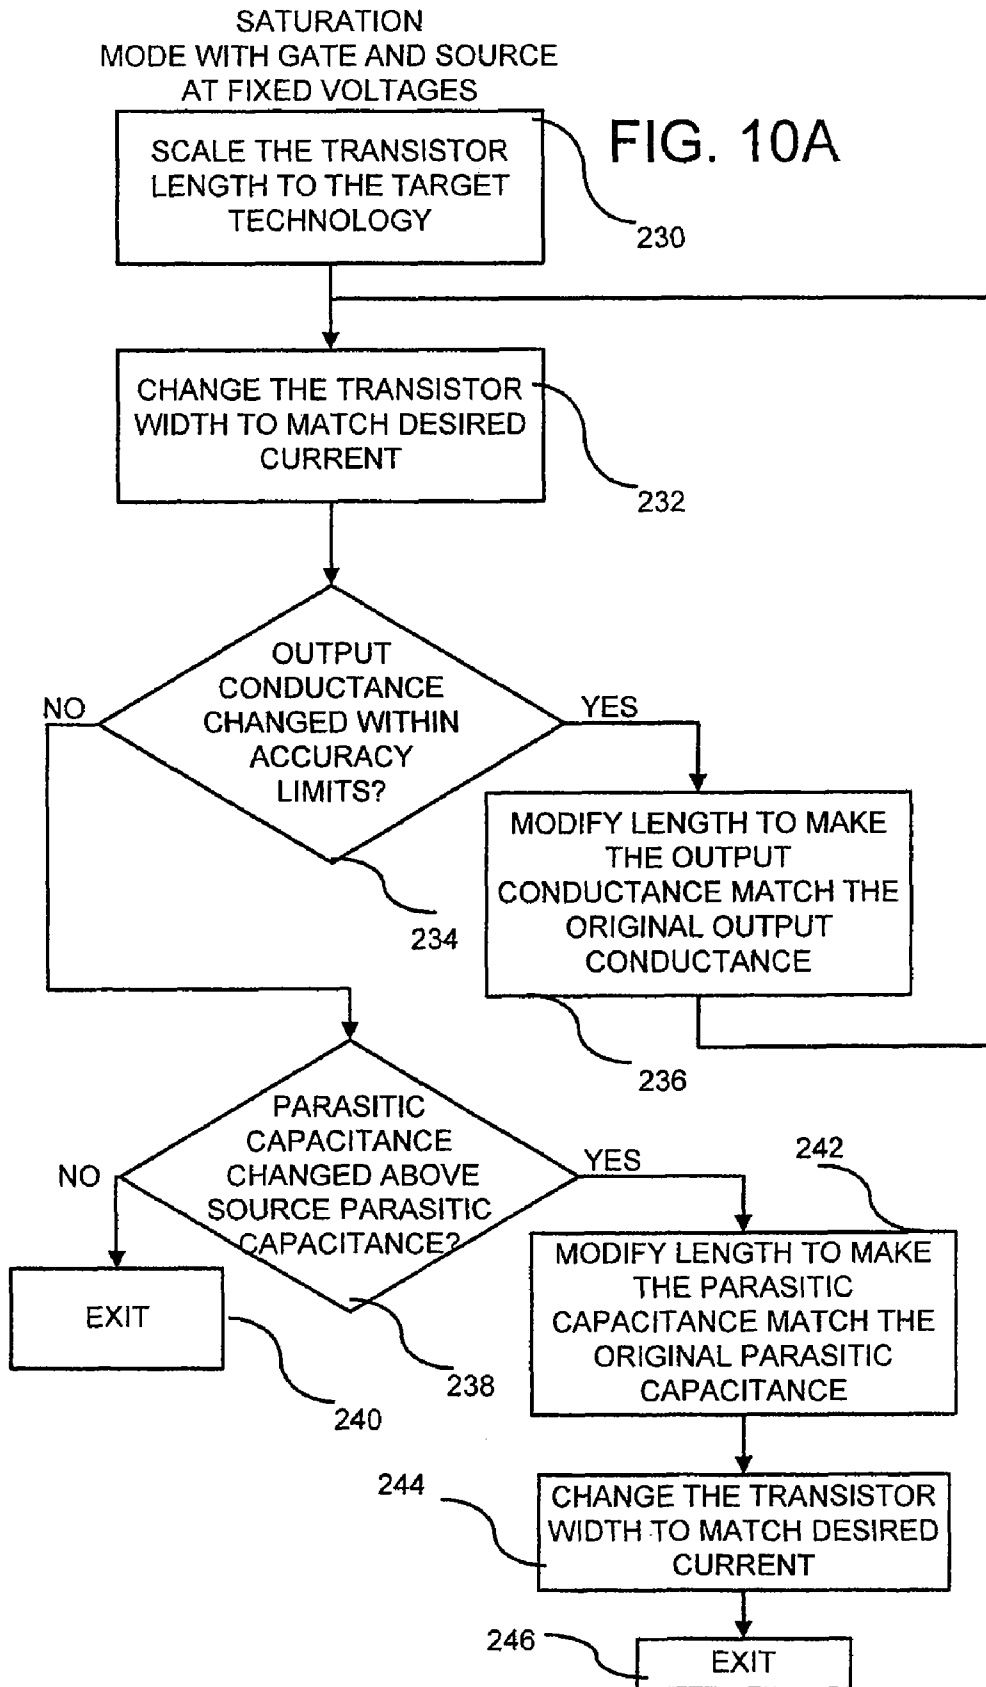 SATURATION
MODE WITH GATE AND SOURCE
AT FIXED VOLTAGES
FIG. 10A
SCALE THE TRANSISTOR
LENGTH TO THE TARGET
TECHNOLOGY
230
CHANGE THE TRANSISTOR
WIDTH TO MATCH DESIRED
CURRENT
232
OUTPUT
CONDUCTANCE
CHANGED WITHIN
ACCURACY
LIMITS?
NO
YES
234
MODIFY LENGTH TO MAKE
THE OUTPUT
CONDUCTANCE MATCH THE
ORIGINAL OUTPUT
CONDUCTANCE
236
PARASITIC
CAPACITANCE
CHANGED ABOVE
SOURCE PARASITIC
CAPACITANCE?
NO
YES
238
EXIT
240
242
MODIFY LENGTH TO MAKE
THE PARASITIC
CAPACITANCE MATCH THE
ORIGINAL PARASITIC
CAPACITANCE
244
CHANGE THE TRANSISTOR
WIDTH TO MATCH DESIRED
CURRENT
246
EXIT